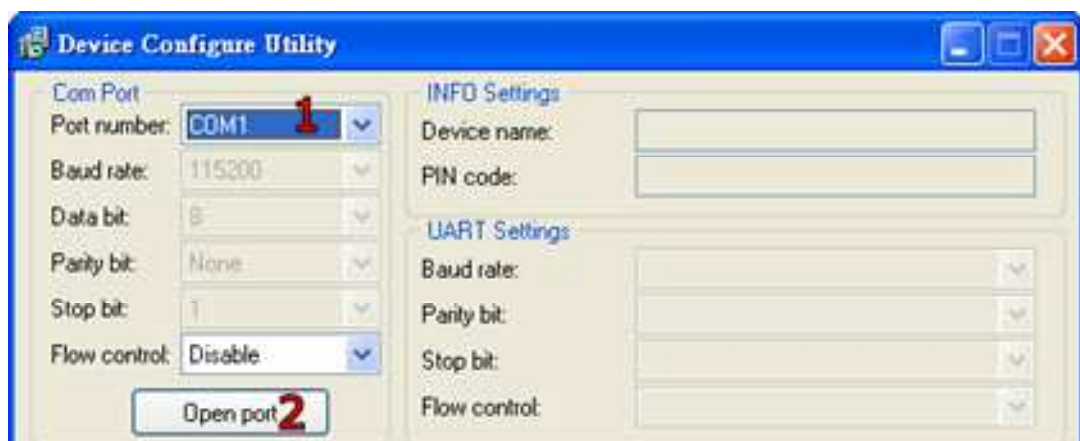 Device Configure Utility
Com Port
Port number: COM1 1
Baud rate: 115200
Data bit: 8
Parity bit: None
Stop bit: 1
Flow control: Disable
Open port 2
INFO Settings
Device name:
PIN code:
UART Settings
Baud rate:
Parity bit:
Stop bit:
Flow control: